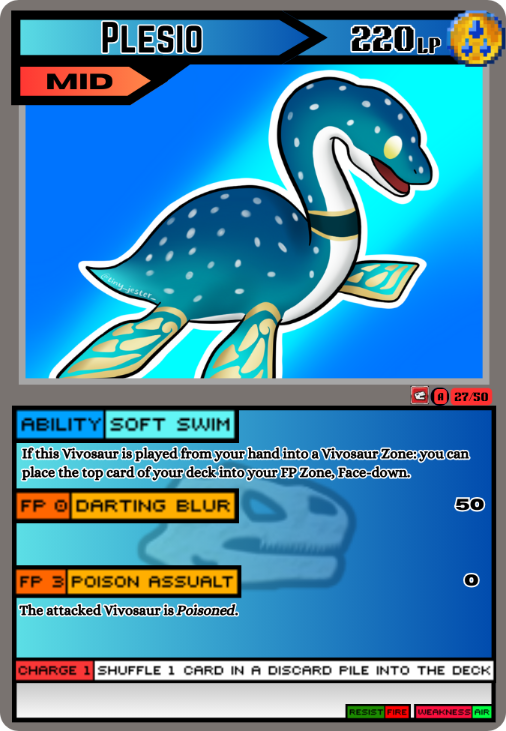 PLESIO
220LP
MID
A 27/50
ABILITY SOFT SWIM
If this Vivosaur is played from your hand into a Vivosaur Zone: you can
place the top card of your deck into your FP Zone, Face-down.
FP 0 DARTING BLUR 50
FP 3 POISON ASSUALT 0
The attacked Vivosaur is Poisoned.
CHARGE 1 SHUFFLE 1 CARD IN A DISCARD PILE INTO THE DECK
RESIST FIRE WEAKNESS AIR